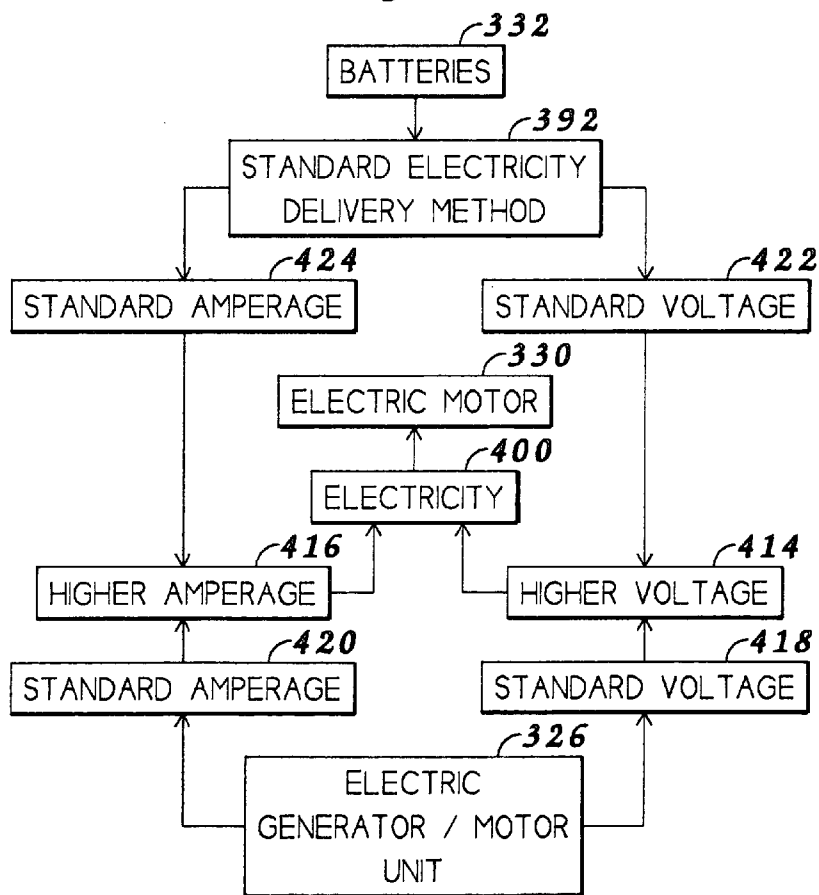 332
BATTERIES
392
STANDARD ELECTRICITY
DELIVERY METHOD
424
STANDARD AMPERAGE
422
STANDARD VOLTAGE
330
ELECTRIC MOTOR
400
ELECTRICITY
416
HIGHER AMPERAGE
414
HIGHER VOLTAGE
420
STANDARD AMPERAGE
418
STANDARD VOLTAGE
326
ELECTRIC
GENERATOR / MOTOR
UNIT